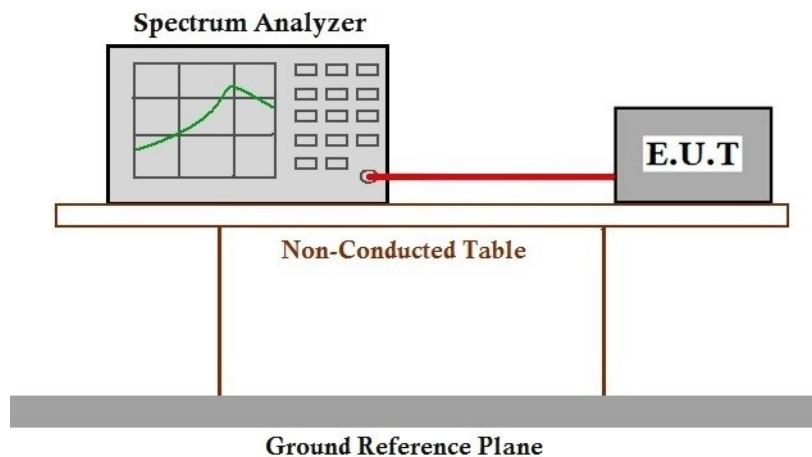 Spectrum Analyzer
E.U.T
Non-Conducted Table
Ground Reference Plane